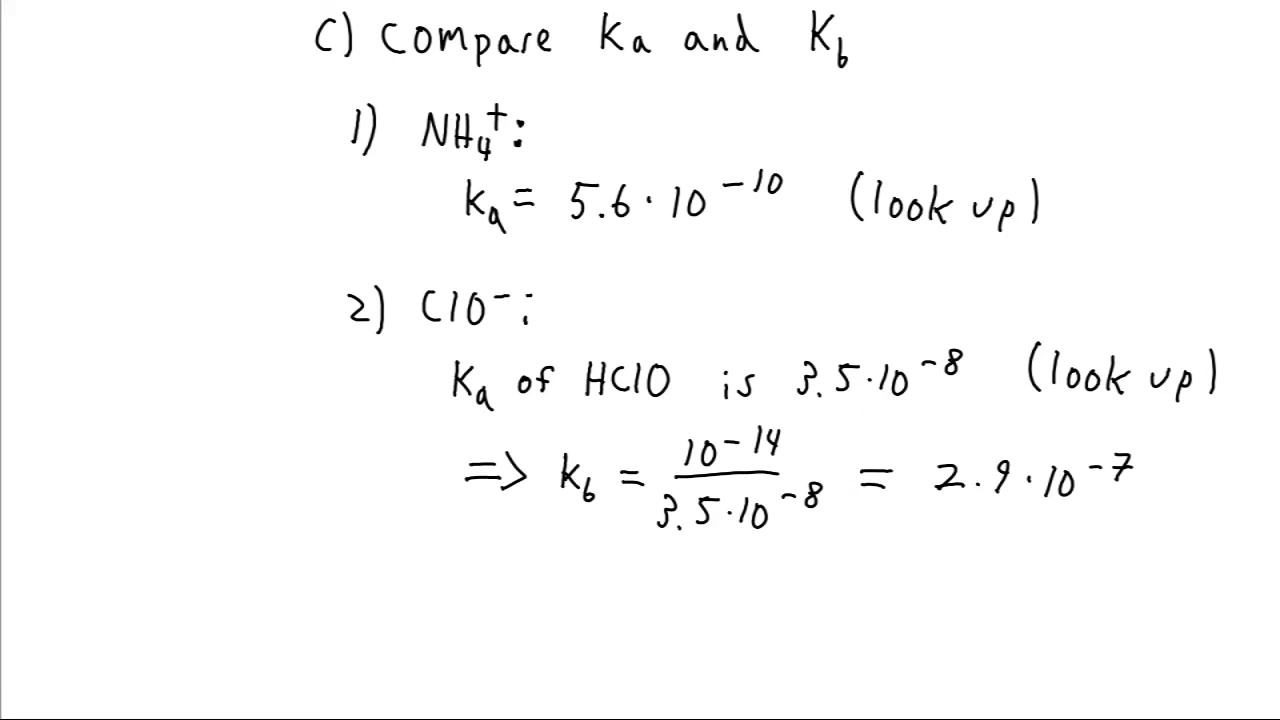 C) Compare Ka and Kb
1) NH₄⁺:
Ka = 5.6 · 10⁻¹⁰ (look up)
2) ClO⁻:
Ka of HClO is 3.5 · 10⁻⁸ (look up)
=> Kb = 10⁻¹⁴ / 3.5 · 10⁻⁸ = 2.9 · 10⁻⁷